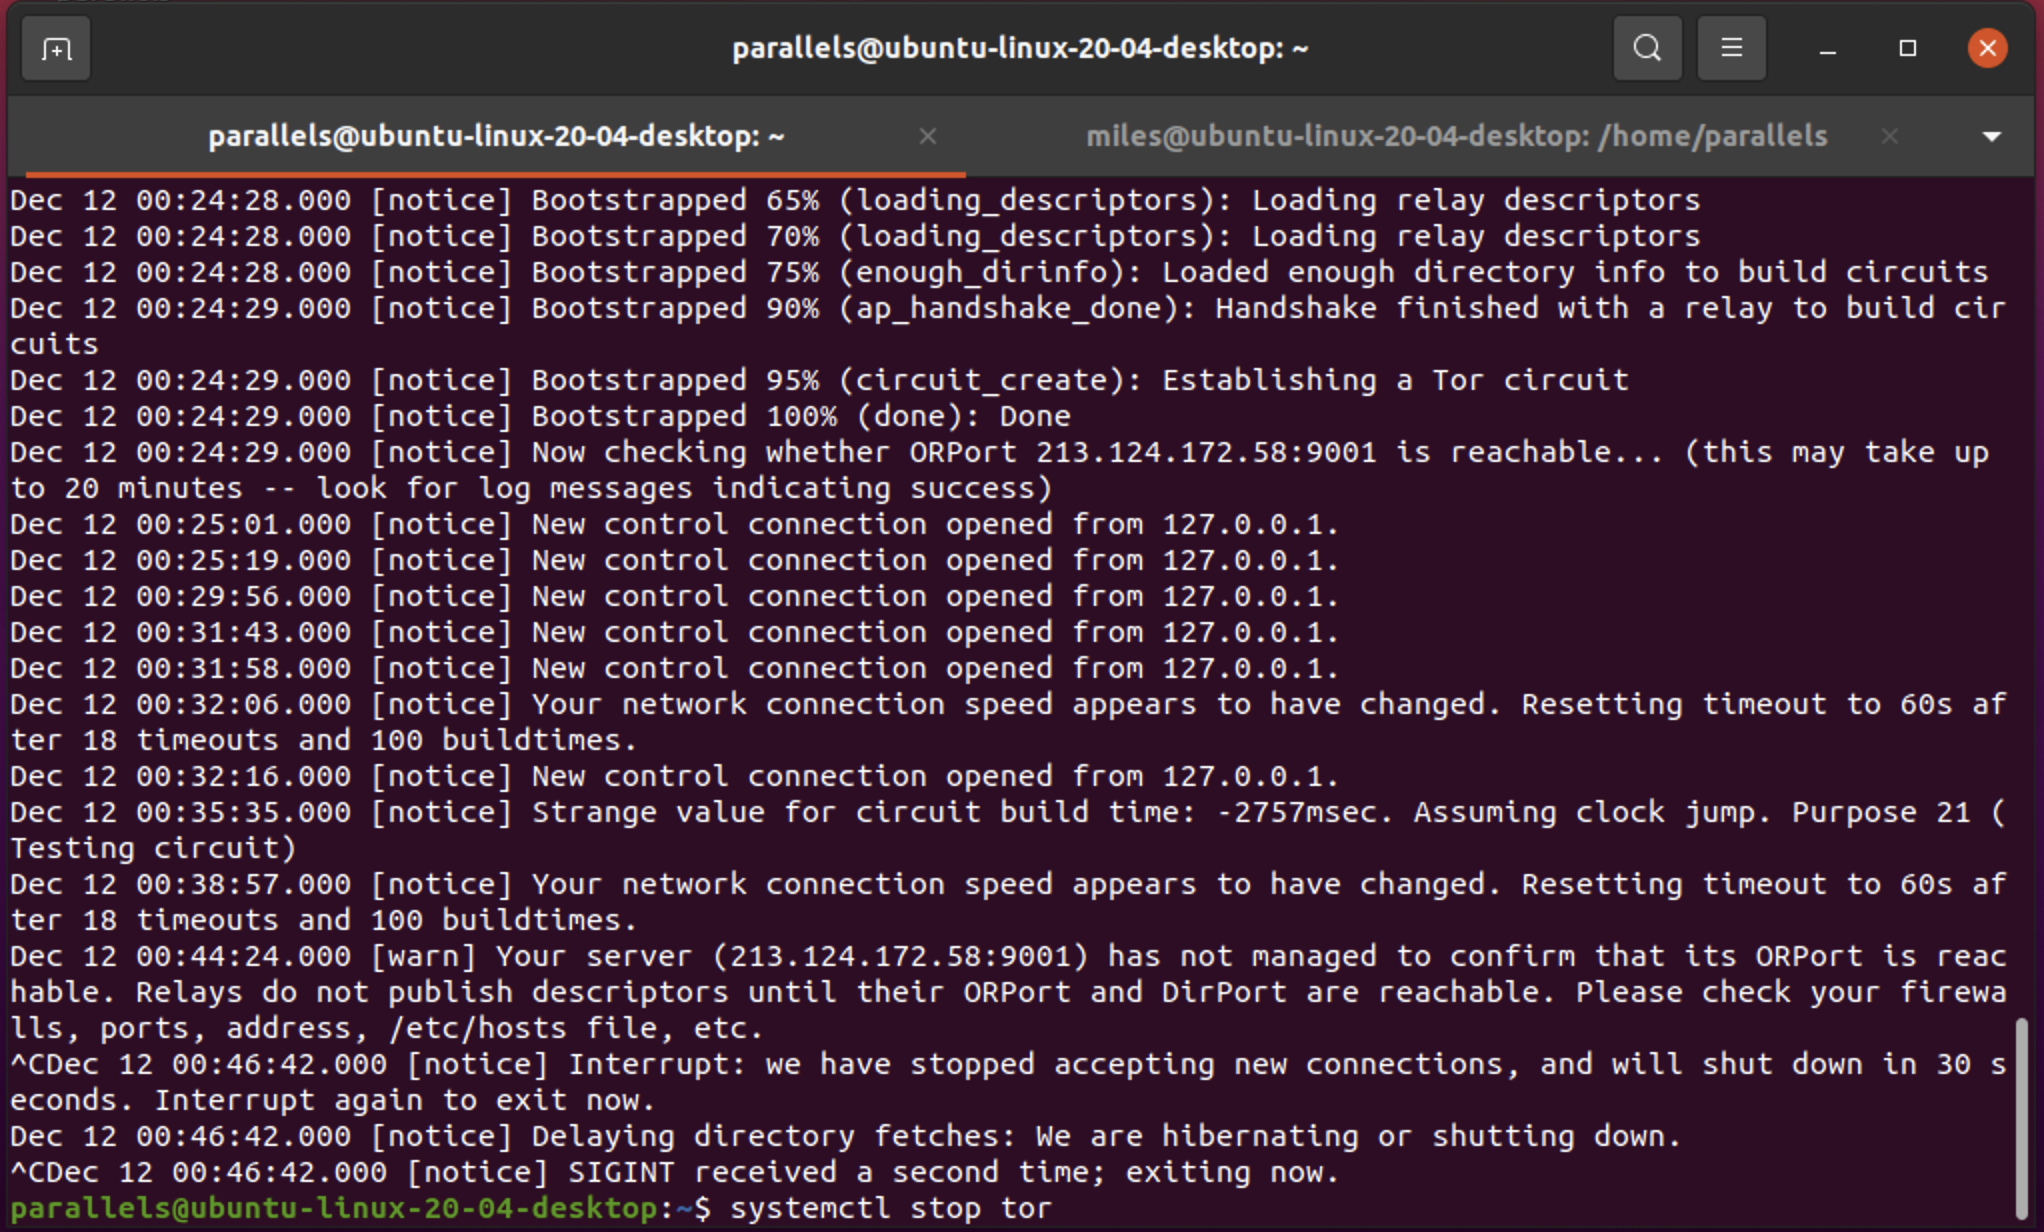 parallels@ubuntu-linux-20-04-desktop: ~
parallels@ubuntu-linux-20-04-desktop: ~
miles@ubuntu-linux-20-04-desktop: /home/parallels
Dec 12 00:24:28.000 [notice] Bootstrapped 65% (loading_descriptors): Loading relay descriptors
Dec 12 00:24:28.000 [notice] Bootstrapped 70% (loading_descriptors): Loading relay descriptors
Dec 12 00:24:28.000 [notice] Bootstrapped 75% (enough_dirinfo): Loaded enough directory info to build circuits
Dec 12 00:24:29.000 [notice] Bootstrapped 90% (ap_handshake_done): Handshake finished with a relay to build cir
cuits
Dec 12 00:24:29.000 [notice] Bootstrapped 95% (circuit_create): Establishing a Tor circuit
Dec 12 00:24:29.000 [notice] Bootstrapped 100% (done): Done
Dec 12 00:24:29.000 [notice] Now checking whether ORPort 213.124.172.58:9001 is reachable... (this may take up
to 20 minutes -- look for log messages indicating success)
Dec 12 00:25:01.000 [notice] New control connection opened from 127.0.0.1.
Dec 12 00:25:19.000 [notice] New control connection opened from 127.0.0.1.
Dec 12 00:29:56.000 [notice] New control connection opened from 127.0.0.1.
Dec 12 00:31:43.000 [notice] New control connection opened from 127.0.0.1.
Dec 12 00:31:58.000 [notice] New control connection opened from 127.0.0.1.
Dec 12 00:32:06.000 [notice] Your network connection speed appears to have changed. Resetting timeout to 60s af
ter 18 timeouts and 100 buildtimes.
Dec 12 00:32:16.000 [notice] New control connection opened from 127.0.0.1.
Dec 12 00:35:35.000 [notice] Strange value for circuit build time: -2757msec. Assuming clock jump. Purpose 21 (
Testing circuit)
Dec 12 00:38:57.000 [notice] Your network connection speed appears to have changed. Resetting timeout to 60s af
ter 18 timeouts and 100 buildtimes.
Dec 12 00:44:24.000 [warn] Your server (213.124.172.58:9001) has not managed to confirm that its ORPort is reac
hable. Relays do not publish descriptors until their ORPort and DirPort are reachable. Please check your firewa
lls, ports, address, /etc/hosts file, etc.
^CDec 12 00:46:42.000 [notice] Interrupt: we have stopped accepting new connections, and will shut down in 30 s
econds. Interrupt again to exit now.
Dec 12 00:46:42.000 [notice] Delaying directory fetches: We are hibernating or shutting down.
^CDec 12 00:46:42.000 [notice] SIGINT received a second time; exiting now.
parallels@ubuntu-linux-20-04-desktop:~$ systemctl stop tor